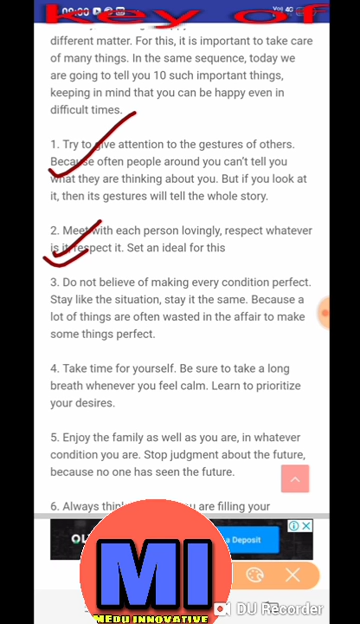 key of
different matter. For this, it is important to take care
of many things. In the same sequence, today we
are going to tell you 10 such important things,
keeping in mind that you can be happy even in
difficult times.
1. Try to give attention to the gestures of others.
Because often people around you can't tell you
what they are thinking about you. But if you look at
it, then its gestures will tell the whole story.
2. Meet with each person lovingly, respect whatever
is it, respect it. Set an ideal for this
3. Do not believe of making every condition perfect.
Stay like the situation, stay it the same. Because a
lot of things are often wasted in the affair to make
some things perfect.
4. Take time for yourself. Be sure to take a long
breath whenever you feel calm. Learn to prioritize
your desires.
5. Enjoy the family as well as you are, in whatever
condition you are. Stop judgment about the future,
because no one has seen the future.
6. Always think are filling your
a Deposit
MI
MEDU INNOVATIVE
DU Recorder